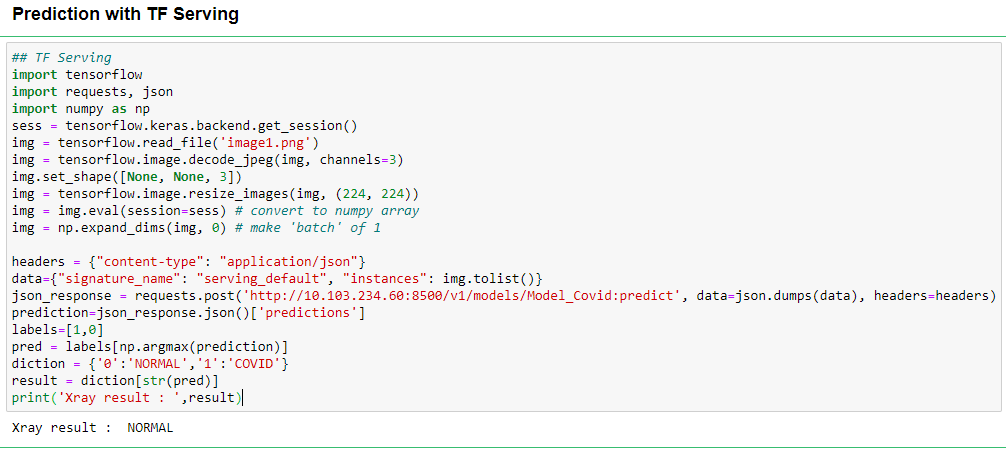 Prediction with TF Serving
## TF Serving
import tensorflow
import requests, json
import numpy as np
sess = tensorflow.keras.backend.get_session()
img = tensorflow.read_file('image1.png')
img = tensorflow.image.decode_jpeg(img, channels=3)
img.set_shape([None, None, 3])
img = tensorflow.image.resize_images(img, (224, 224))
img = img.eval(session=sess) # convert to numpy array
img = np.expand_dims(img, 0) # make 'batch' of 1
headers = {"content-type": "application/json"}
data={"signature_name": "serving_default", "instances": img.tolist()}
json_response = requests.post('http://10.103.234.60:8500/v1/models/Model_Covid:predict', data=json.dumps(data), headers=headers)
prediction=json_response.json()['predictions']
labels=[1,0]
pred = labels[np.argmax(prediction)]
diction = {'0':'NORMAL','1':'COVID'}
result = diction[str(pred)]
print('Xray result : ',result)
Xray result :  NORMAL